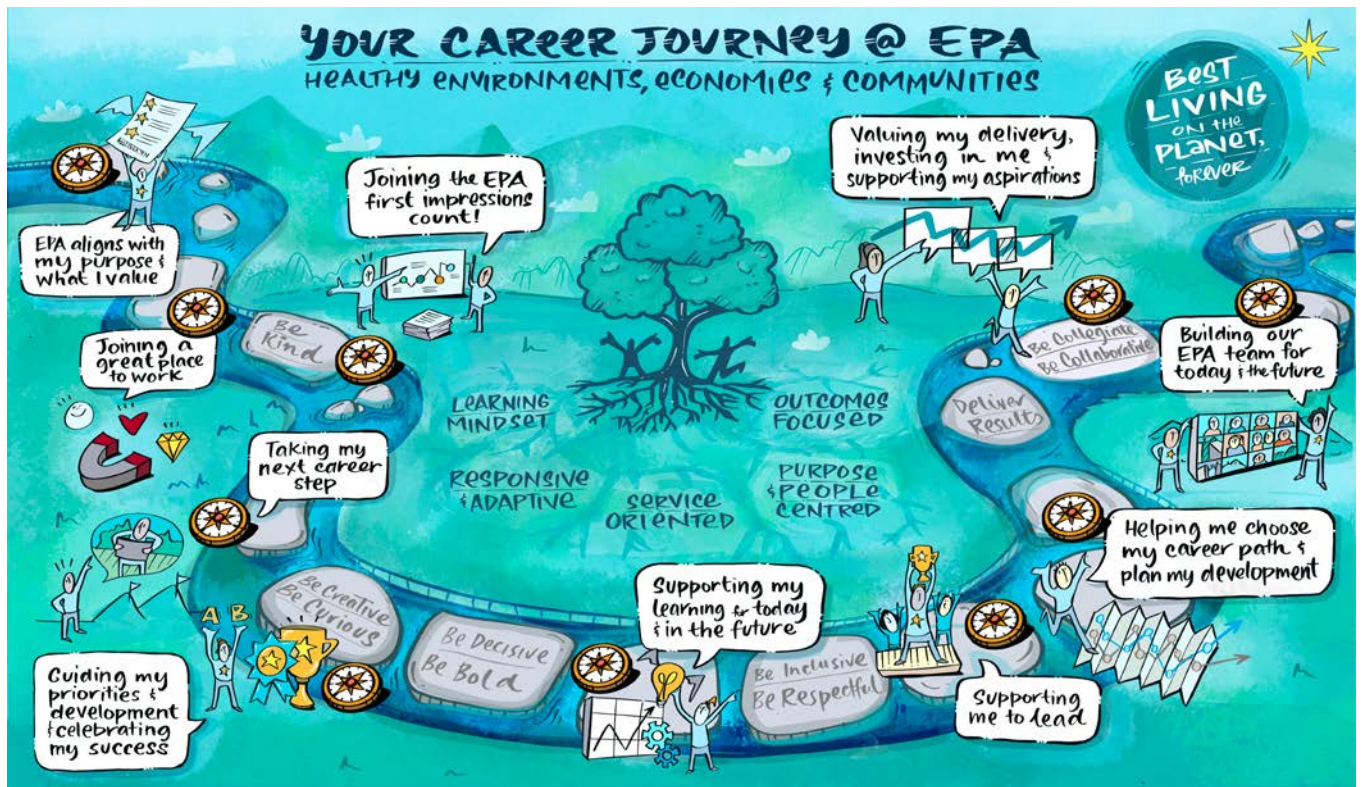 YOUR CAREER JOURNEY @ EPA
HEALTHY ENVIRONMENTS, ECONOMIES & COMMUNITIES
BEST
LIVING
ON THE
PLANET,
forever
EPA aligns with
my purpose &
what I value
Joining a
great place
to work
Be
Kind
Joining the EPA
first impressions
count!
Taking my
next career
step
Be Creative
Be Curious
A B
Guiding my
priorities &
development
& celebrating
my success
Be Decisive
Be Bold
Supporting my
learning for today
& in the future
Be Inclusive
Be Respectful
Supporting
me to lead
Helping me choose
my career path &
plan my development
Deliver
Results
Be Collegiate
Be Collaborative
Valuing my delivery,
investing in me &
supporting my aspirations
Building our
EPA team for
today & the future
LEARNING
MINDSET
OUTCOMES
FOCUSED
RESPONSIVE
& ADAPTIVE
SERVICE
ORIENTED
PURPOSE
& PEOPLE
CENTRED